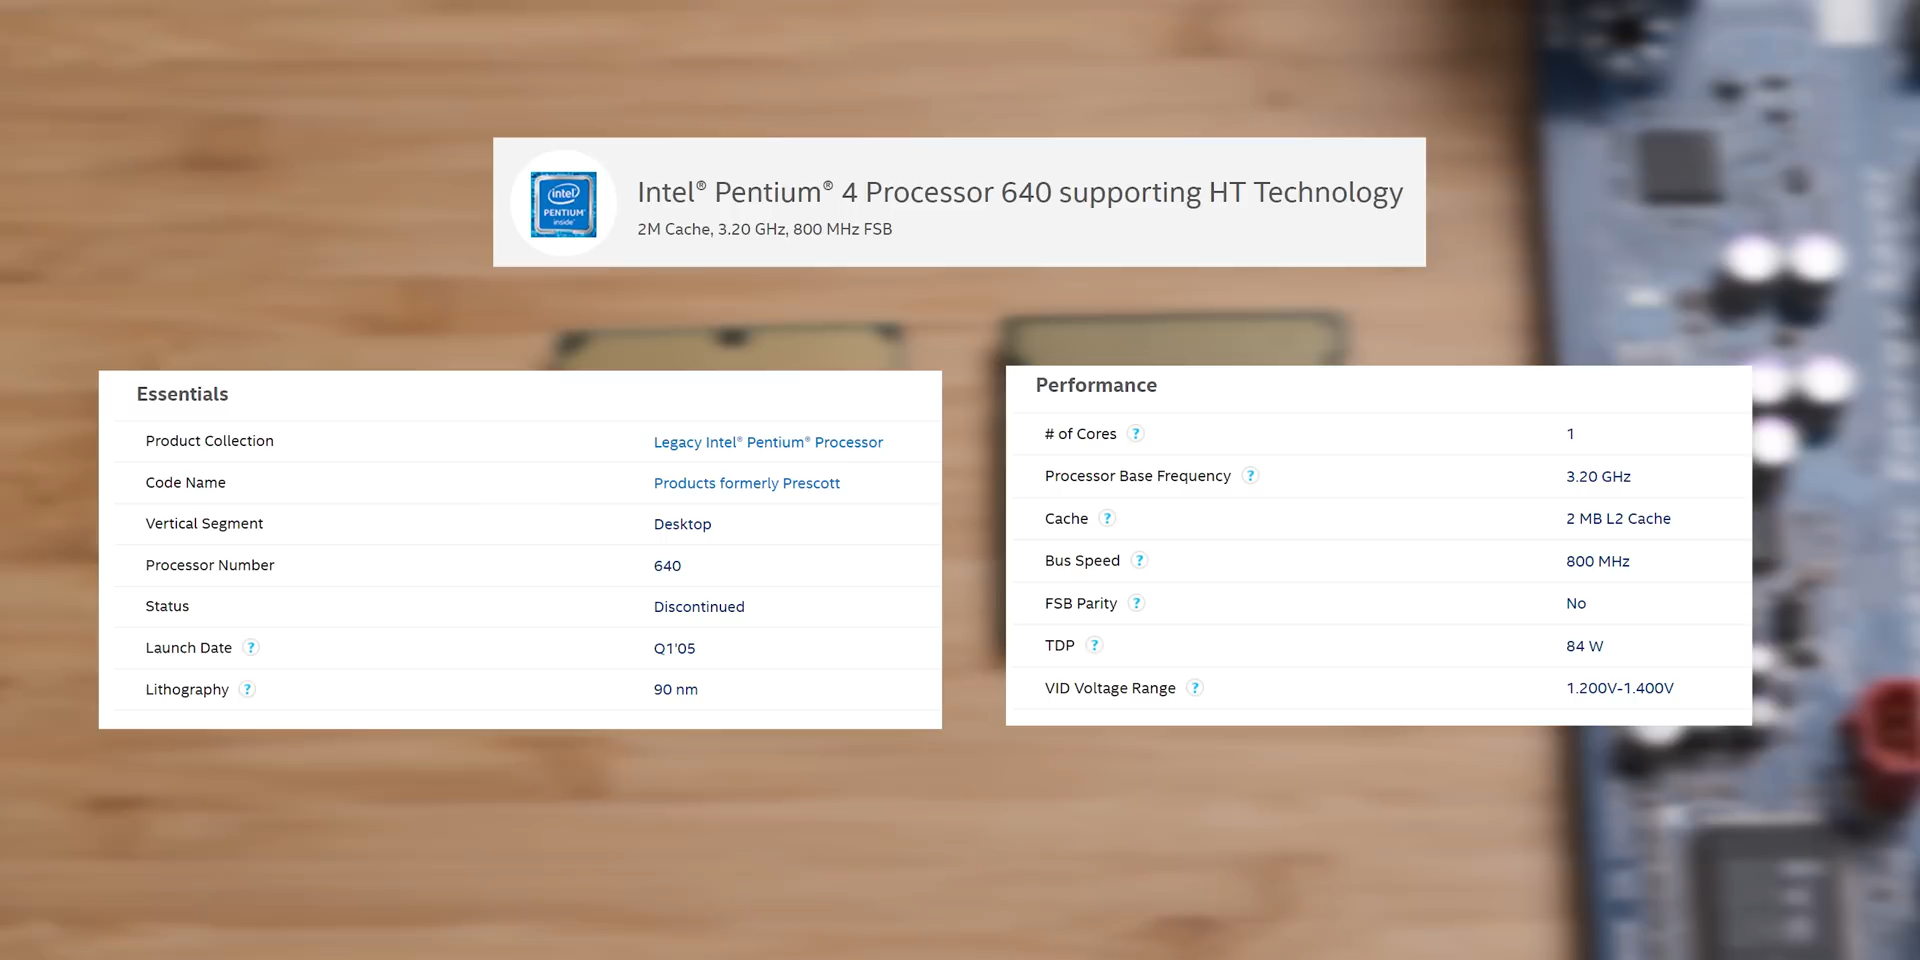 intel
PENTIUM®
inside™
Intel® Pentium® 4 Processor 640 supporting HT Technology
2M Cache, 3.20 GHz, 800 MHz FSB
Essentials
Product Collection Legacy Intel® Pentium® Processor
Code Name Products formerly Prescott
Vertical Segment Desktop
Processor Number 640
Status Discontinued
Launch Date ? Q1'05
Lithography ? 90 nm
Performance
# of Cores ? 1
Processor Base Frequency ? 3.20 GHz
Cache ? 2 MB L2 Cache
Bus Speed ? 800 MHz
FSB Parity ? No
TDP ? 84 W
VID Voltage Range ? 1.200V-1.400V